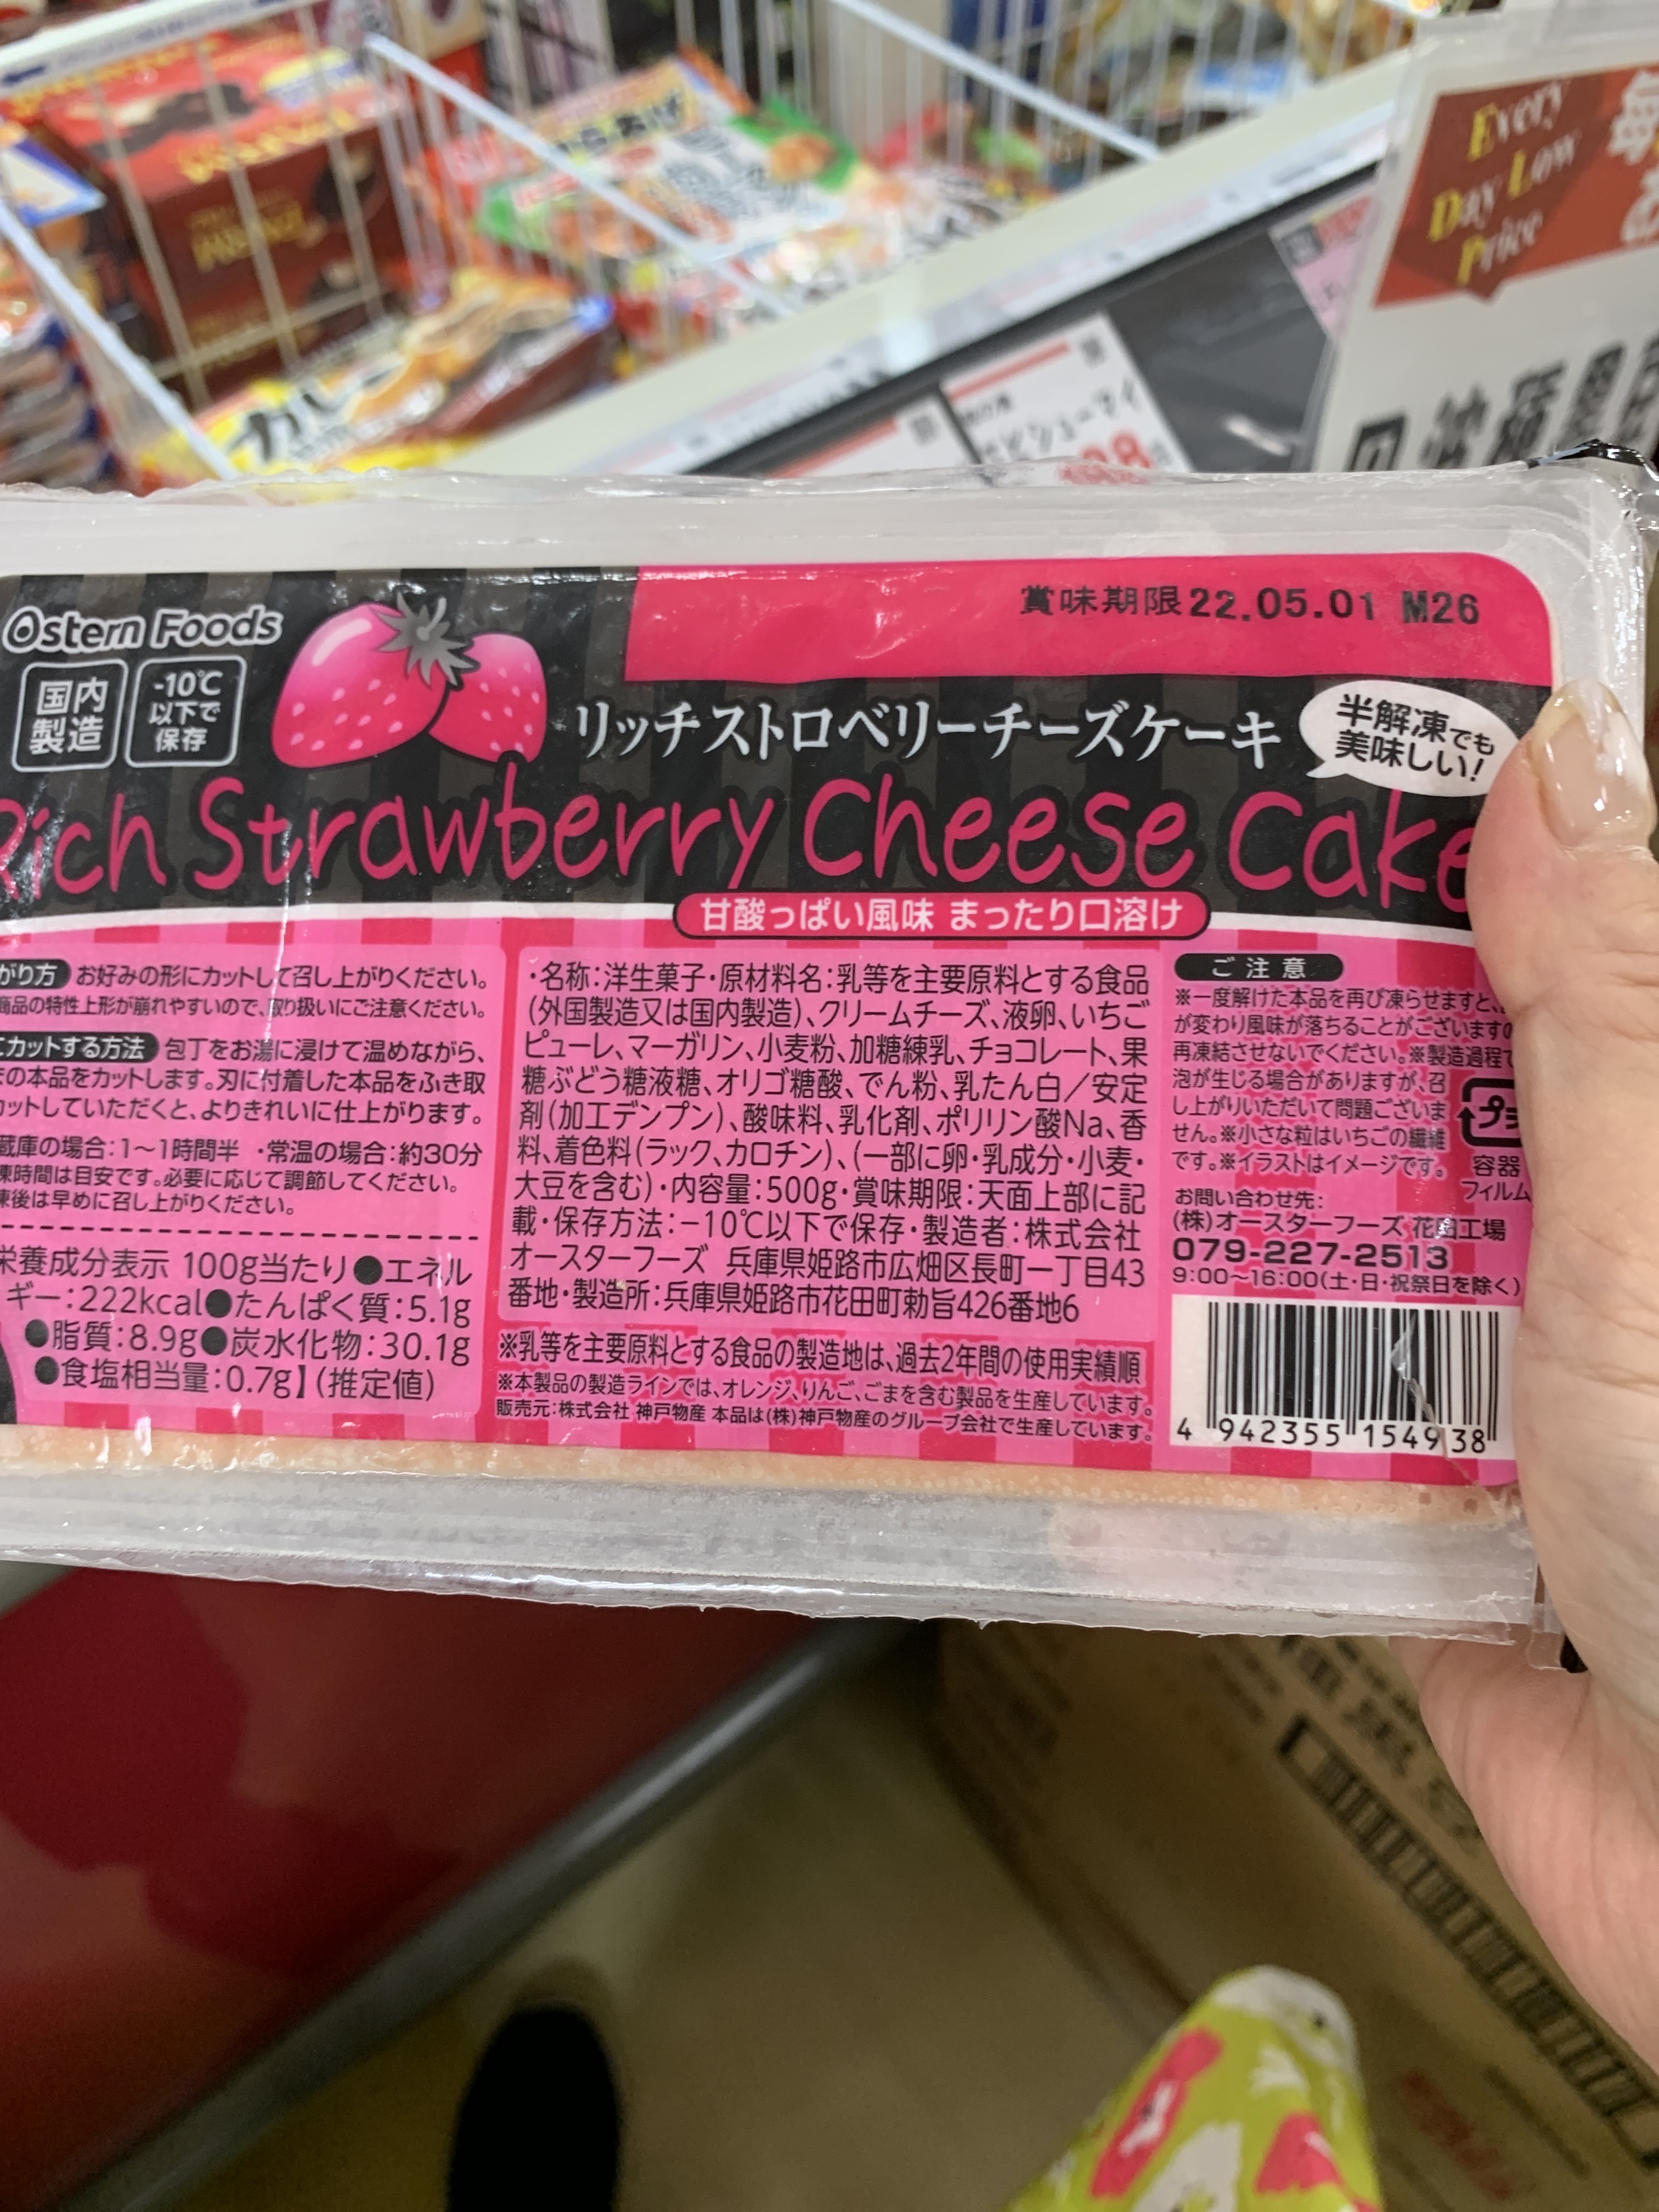 Every
Day Low
Price
カレー
賞味期限22.05.01 M26
Ostern Foods
国内
製造
-10℃
以下で
保存
リッチストロベリーチーズケーキ
半解凍でも
美味しい!
Rich Strawberry Cheese Cake
甘酸っぱい風味 まったり口溶け
がり方 お好みの形にカットして召し上がりください。
商品の特性上形が崩れやすいので、取り扱いにご注意ください。
にカットする方法 包丁をお湯に浸けて温めながら、
まの本品をカットします。刃に付着した本品をふき取
カットしていただくと、よりきれいに仕上がります。
蔵庫の場合:1〜1時間半 ・常温の場合:約30分
凍時間は目安です。必要に応じて調節してください。
凍後は早めに召し上がりください。
栄養成分表示 100g当たり●エネル
ギー:222kcal●たんぱく質:5.1g
●脂質:8.9g●炭水化物:30.1g
●食塩相当量:0.7g】(推定値)
・名称:洋生菓子・原材料名:乳等を主要原料とする食品
(外国製造又は国内製造)、クリームチーズ、液卵、いちご
ピューレ、マーガリン、小麦粉、加糖練乳、チョコレート、果
糖ぶどう糖液糖、オリゴ糖酸、でん粉、乳たん白/安定
剤(加工デンプン)、酸味料、乳化剤、ポリリン酸Na、香
料、着色料(ラック、カロチン)、(一部に卵・乳成分・小麦・
大豆を含む)・内容量:500g・賞味期限:天面上部に記
載・保存方法:−10℃以下で保存・製造者:株式会社
オースターフーズ 兵庫県姫路市広畑区長町一丁目43
番地・製造所:兵庫県姫路市花田町勅旨426番地6
※乳等を主要原料とする食品の製造地は、過去2年間の使用実績順
※本製品の製造ラインでは、オレンジ、りんご、ごまを含む製品を生産しています。
販売元:株式会社 神戸物産 本品は(株)神戸物産のグループ会社で生産しています。
ご注意
※一度解けた本品を再び凍らせますと、
が変わり風味が落ちることがございますの
再凍結させないでください。※製造過程で
泡が生じる場合がありますが、召
し上がりいただいて問題ございま
せん。※小さな粒はいちごの繊維
です。※イラストはイメージです。
プラ
容器
フィルム
お問い合わせ先:
(株)オースターフーズ 花田工場
079-227-2513
9:00〜16:00(土・日・祝祭日を除く)
4 942355 154938